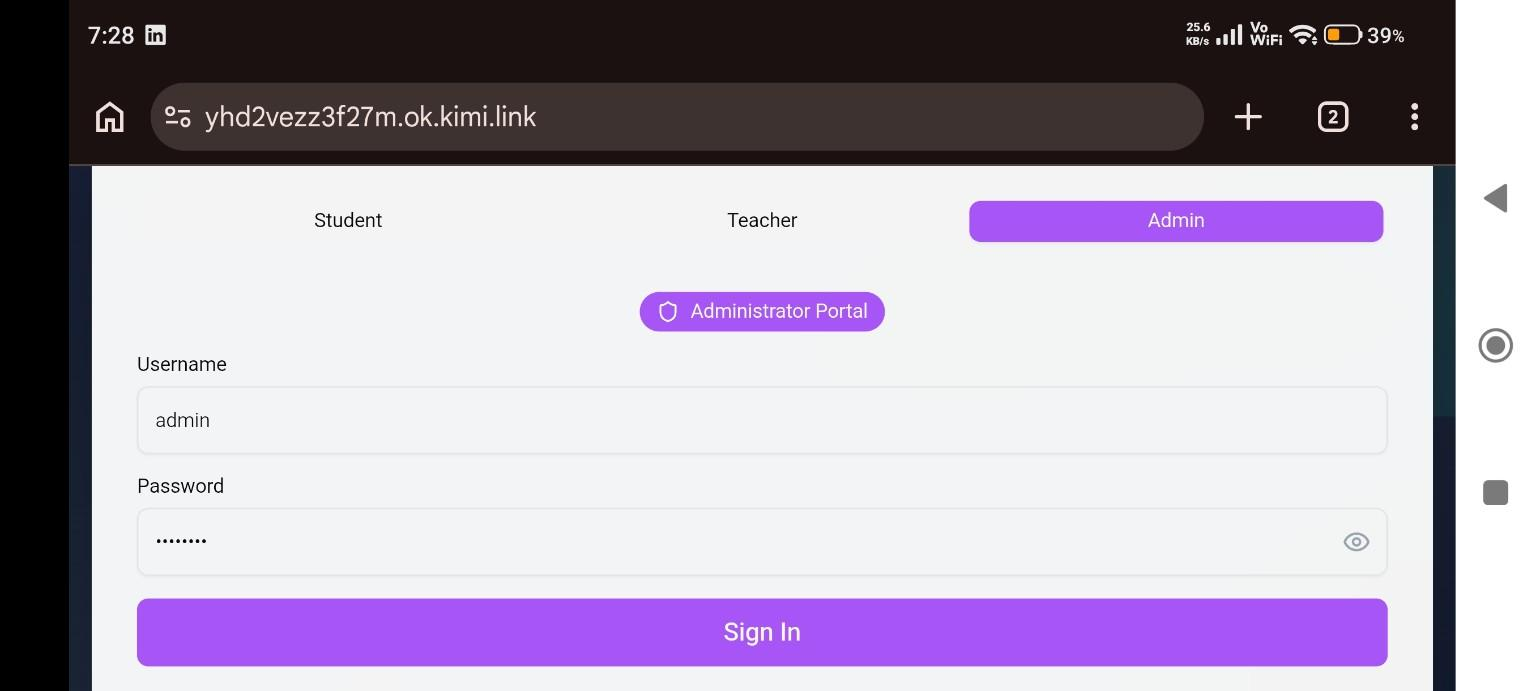 7:28 in 25.6 KB/s Vo WiFi 39%
yhd2vezz3f27m.ok.kimi.link 2
Student Teacher Admin
Administrator Portal
Username
admin
Password
••••••••
Sign In